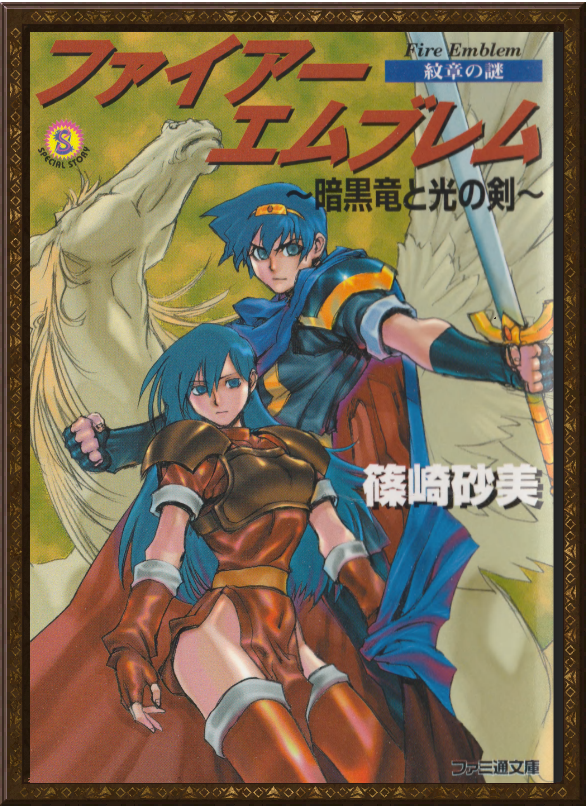 Fire Emblem
紋章の謎
ファイアー
エムブレム
~暗黒竜と光の剣~
S
SPECIAL STORY
篠崎砂美
ファミ通文庫